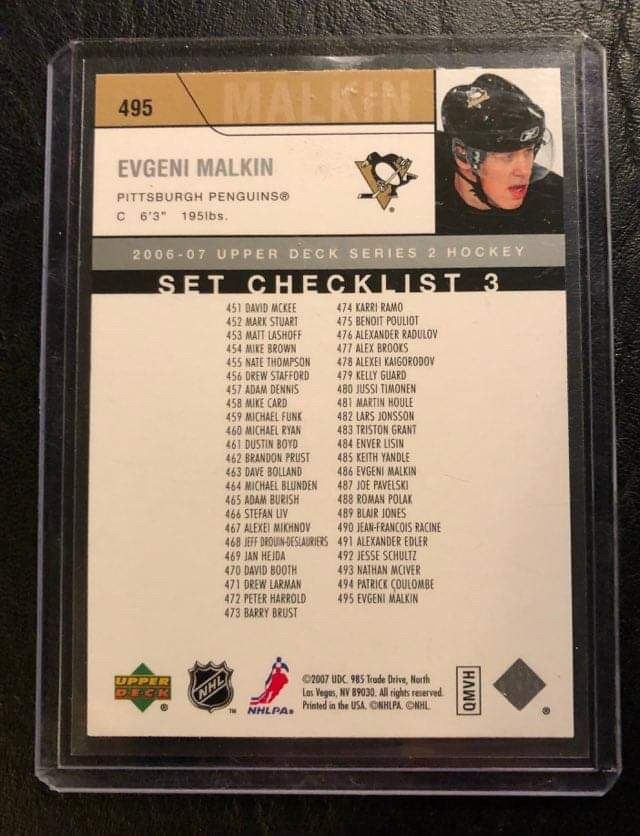 MALKIN
495
EVGENI MALKIN
PITTSBURGH PENGUINS®
C 6'3" 195lbs.
2006-07 UPPER DECK SERIES 2 HOCKEY
SET CHECKLIST 3
451 DAVID MCKEE
452 MARK STUART
453 MATT LASHOFF
454 MIKE BROWN
455 NATE THOMPSON
456 DREW STAFFORD
457 ADAM DENNIS
458 MIKE CARD
459 MICHAEL FUNK
460 MICHAEL RYAN
461 DUSTIN BOYD
462 BRANDON PRUST
463 DAVE BOLLAND
464 MICHAEL BLUNDEN
465 ADAM BURISH
466 STEFAN LIV
467 ALEXEI MIKHNOV
468 JEFF DROUIN-DESLAURIERS
469 JAN HEJDA
470 DAVID BOOTH
471 DREW LARMAN
472 PETER HARROLD
473 BARRY BRUST
474 KARRI RAMO
475 BENOIT POULIOT
476 ALEXANDER RADULOV
477 ALEX BROOKS
478 ALEXEI KAIGORODOV
479 KELLY GUARD
480 JUSSI TIMONEN
481 MARTIN HOULE
482 LARS JONSSON
483 TRISTON GRANT
484 ENVER LISIN
485 KEITH YANDLE
486 EVGENI MALKIN
487 JOE PAVELSKI
488 ROMAN POLAK
489 BLAIR JONES
490 JEAN-FRANCOIS RACINE
491 ALEXANDER EDLER
492 JESSE SCHULTZ
493 NATHAN MCIVER
494 PATRICK COULOMBE
495 EVGENI MALKIN
UPPER
DECK
®
NHL
TM
NHLPA®
©2007 UDC. 985 Trade Drive, North
Las Vegas, NV 89030. All rights reserved.
Printed in the USA. ©NHLPA. ©NHL.
QMVH
®